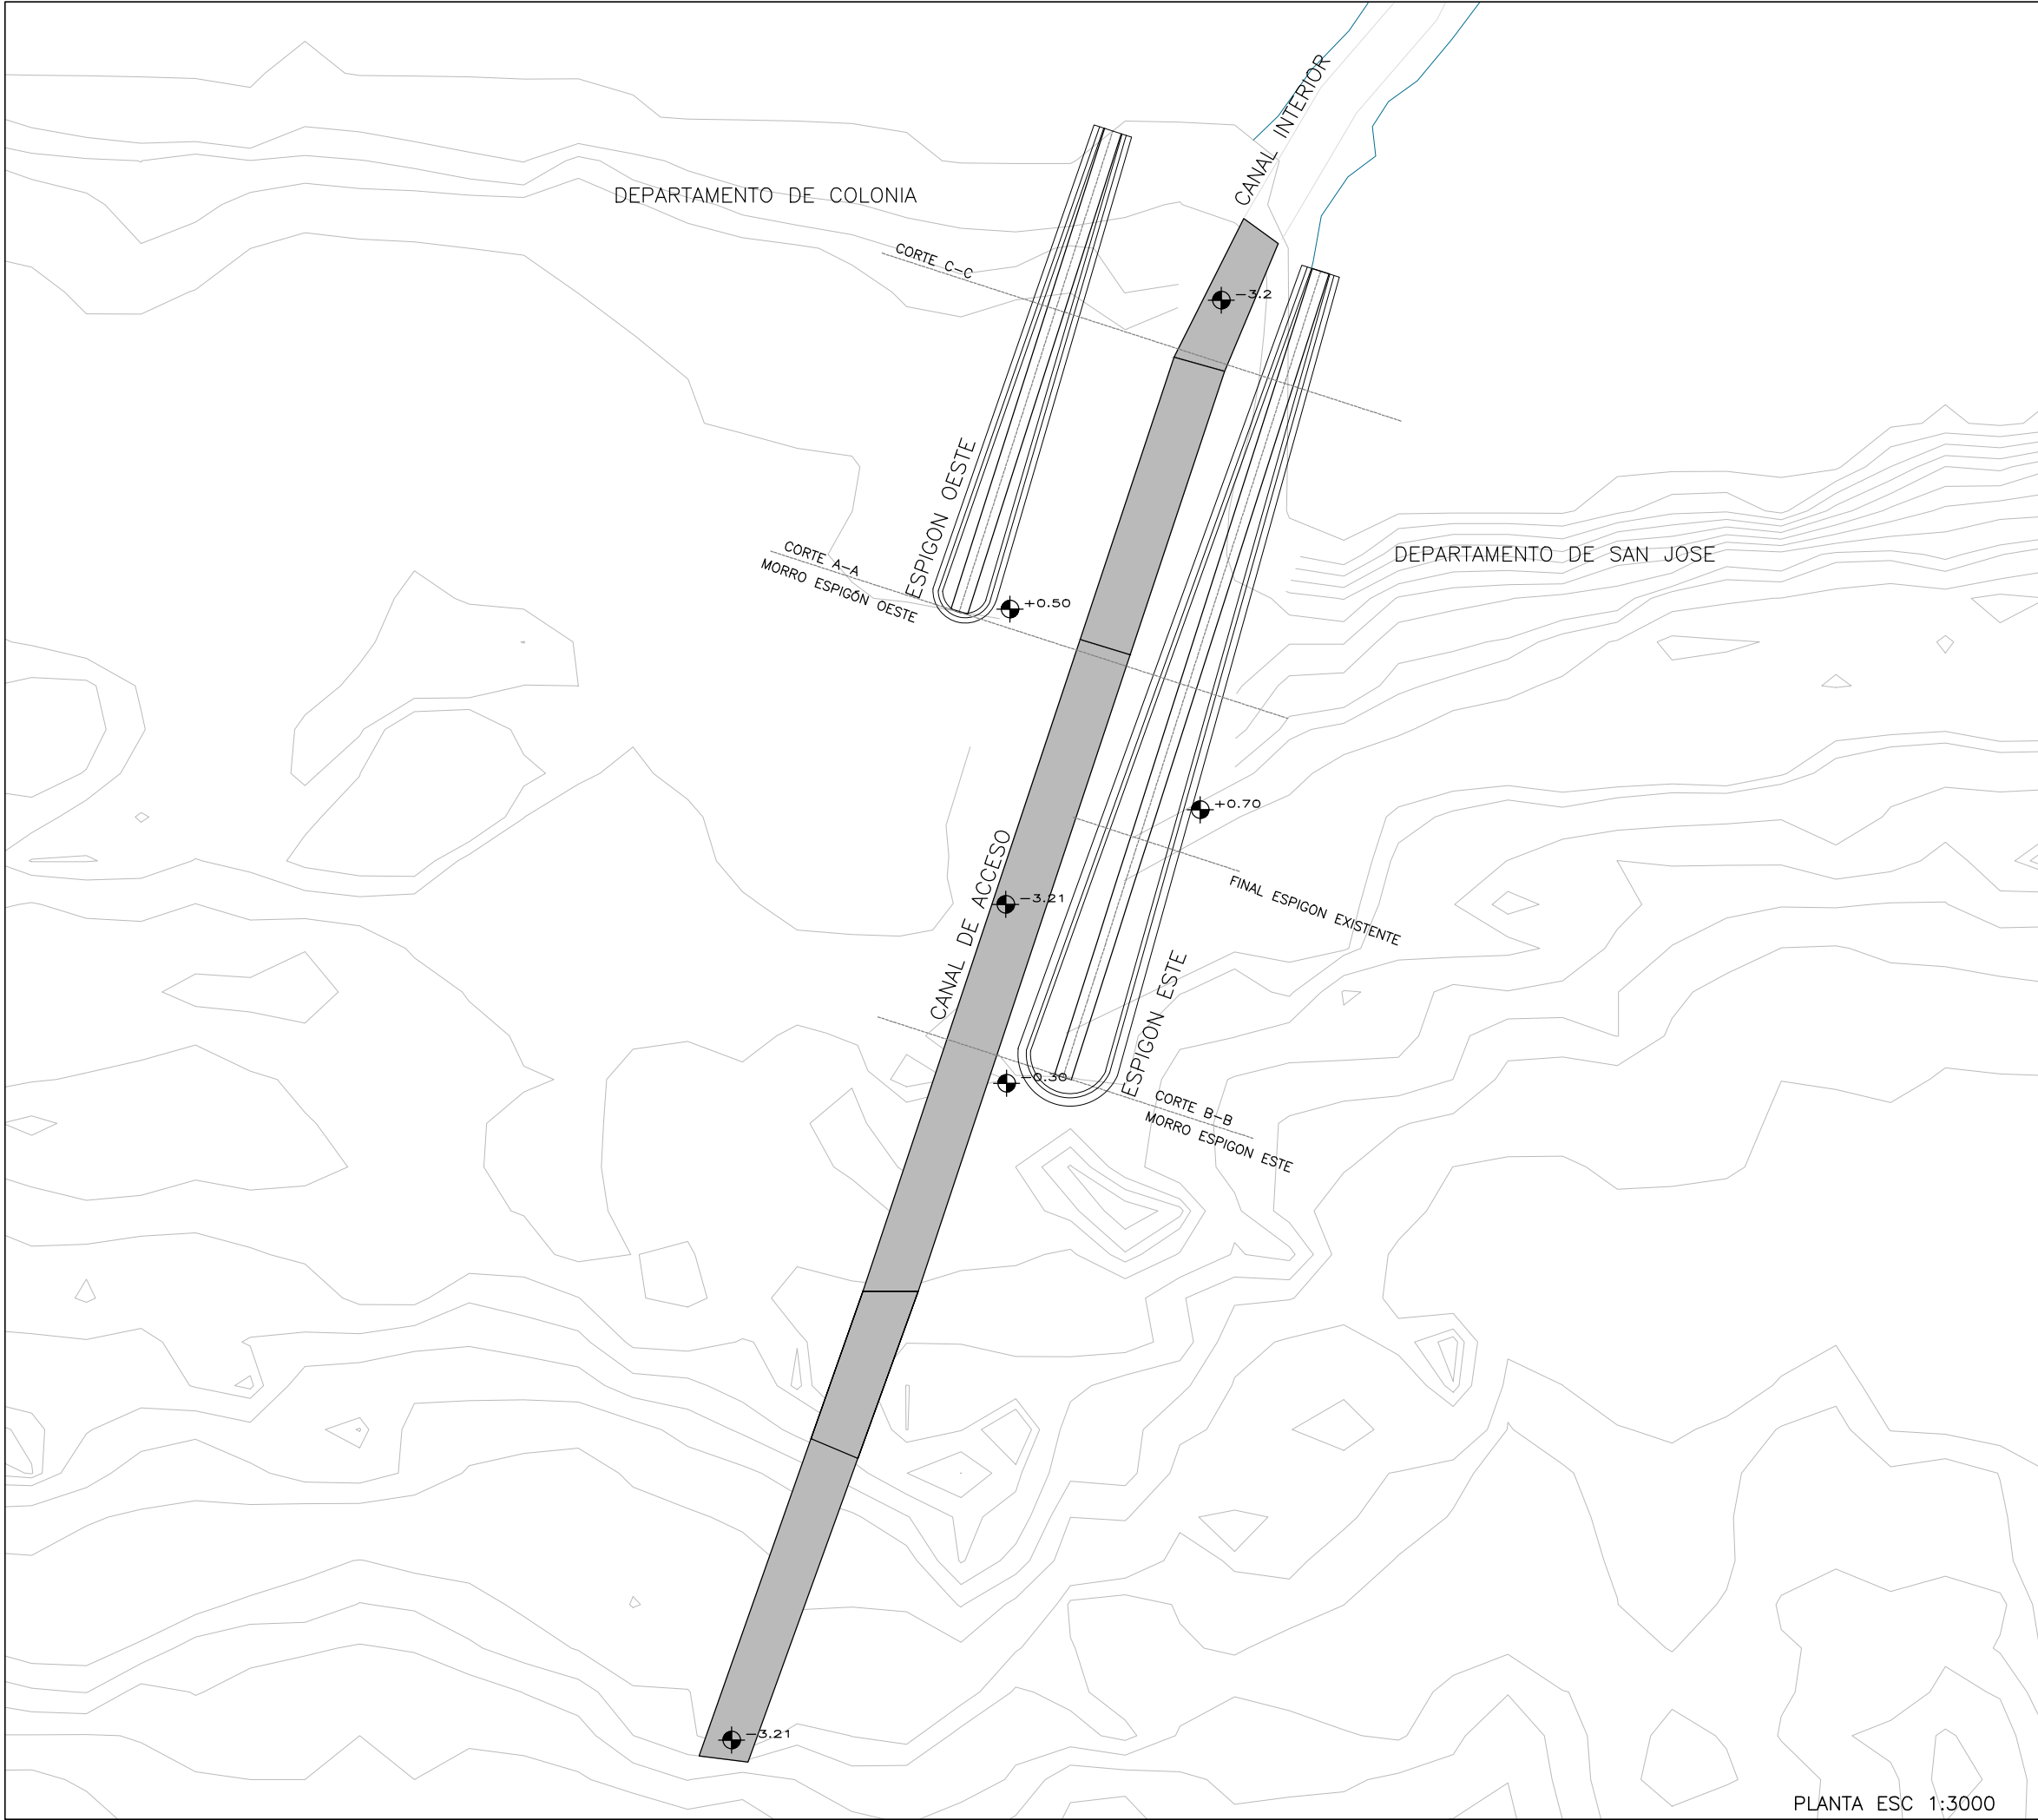 CANAL INTERIOR
DEPARTAMENTO DE COLONIA
CORTE C-C
-3.2
ESPIGON OESTE
CORTE A-A
MORRO ESPIGÓN OESTE
DEPARTAMENTO DE SAN JOSE
+0.50
+0.70
CANAL DE ACCESO
-3.21
FINAL ESPIGON EXISTENTE
ESPIGON ESTE
-0.30
CORTE B-B
MORRO ESPIGON ESTE
-3.21
PLANTA ESC 1:3000